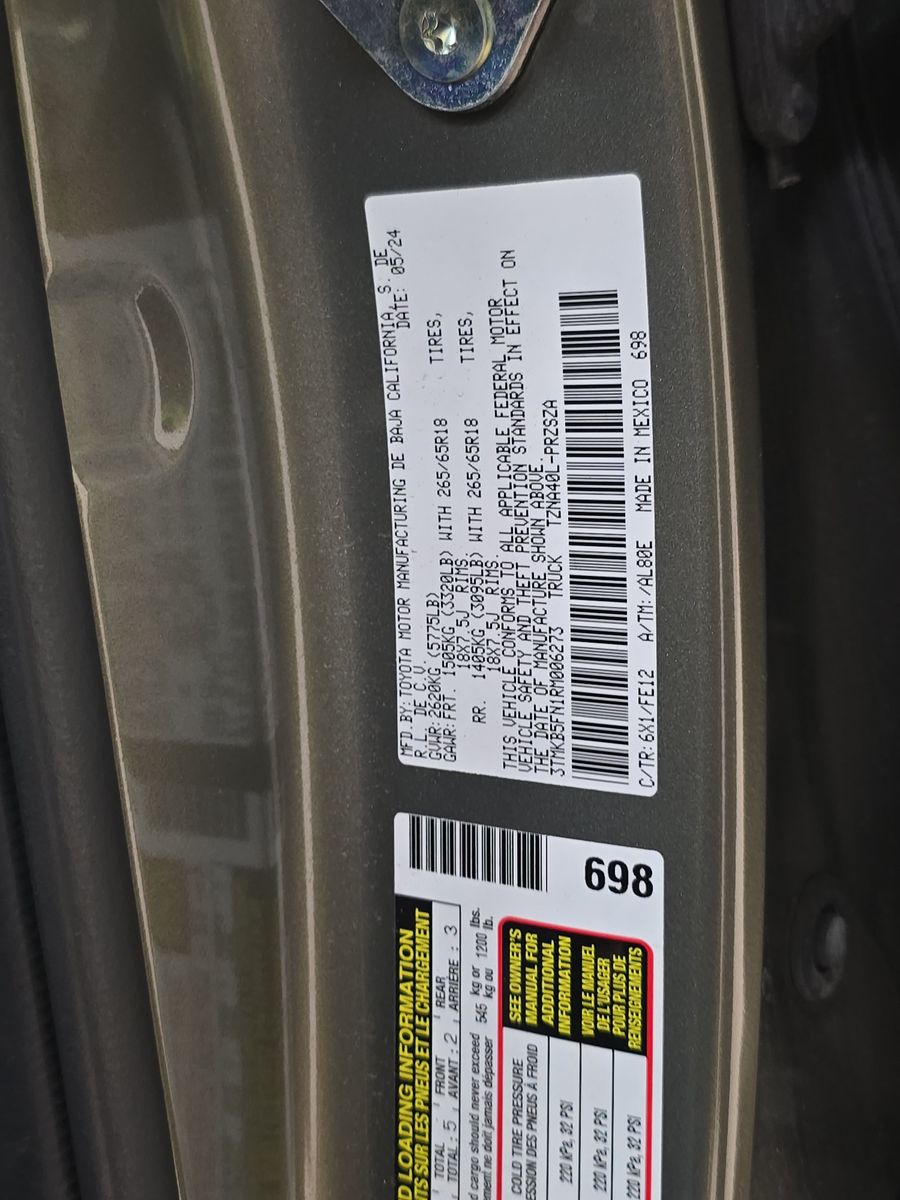 MFD.BY:TOYOTA MOTOR MANUFACTURING DE BAJA CALIFORNIA, S. DE
R.L. DE C.V. DATE: 05/24
GVWR:2620KG (5775LB)
GAWR:FRT. 1505KG (3320LB) WITH 265/65R18 TIRES,
18X7.5J RIMS.
RR. 1405KG (3095LB) WITH 265/65R18 TIRES,
18X7.5J RIMS.
THIS VEHICLE CONFORMS TO ALL APPLICABLE FEDERAL MOTOR
VEHICLE SAFETY AND THEFT PREVENTION STANDARDS IN EFFECT ON
THE DATE OF MANUFACTURE SHOWN ABOVE.
3TMKB5FN1RM006273 TRUCK TZNA40L-PRZSZA
C/TR:6X1/FE12 A/TM:/AL80E MADE IN MEXICO 698
698
LOADING INFORMATION
SUR LES PNEUS ET LE CHARGEMENT
TOTAL FRONT REAR
TOTAL: 5 AVANT: 2 ARRIÈRE: 3
cargo should never exceed 545 kg or 1200 lbs.
ne doit jamais dépasser 545 kg ou 1200 lb.
COLD TIRE PRESSURE
DES PNEUS À FROID
220 kPa, 32 PSI
220 kPa, 32 PSI
220 kPa, 32 PSI
SEE OWNER'S
MANUAL FOR
ADDITIONAL
INFORMATION
VOIR LE MANUEL
DE L'USAGER
POUR PLUS DE
RENSEIGNEMENTS